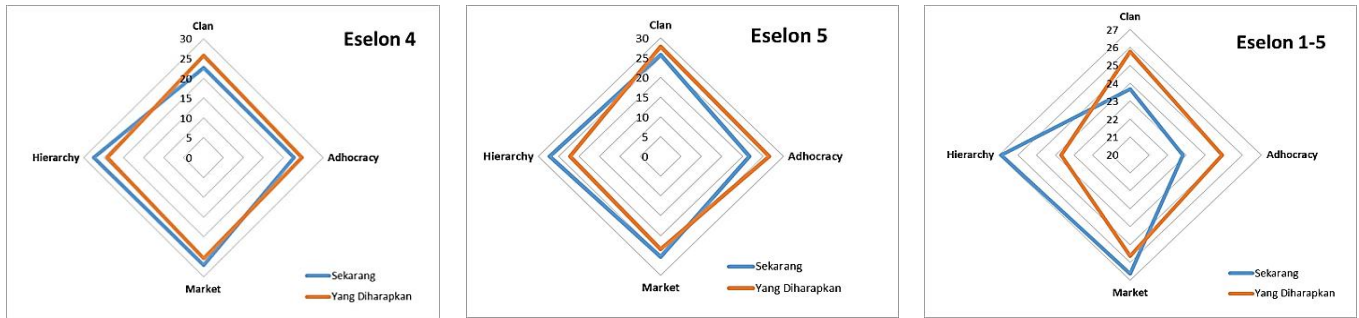 Eselon 4
Clan
30
25
20
15
10
5
0
Hierarchy
Adhocracy
Market
Sekarang
Yang Diharapkan
Eselon 5
Clan
30
25
20
15
10
5
0
Hierarchy
Adhocracy
Market
Sekarang
Yang Diharapkan
Eselon 1-5
Clan
27
26
25
24
23
22
21
20
Hierarchy
Adhocracy
Market
Sekarang
Yang Diharapkan